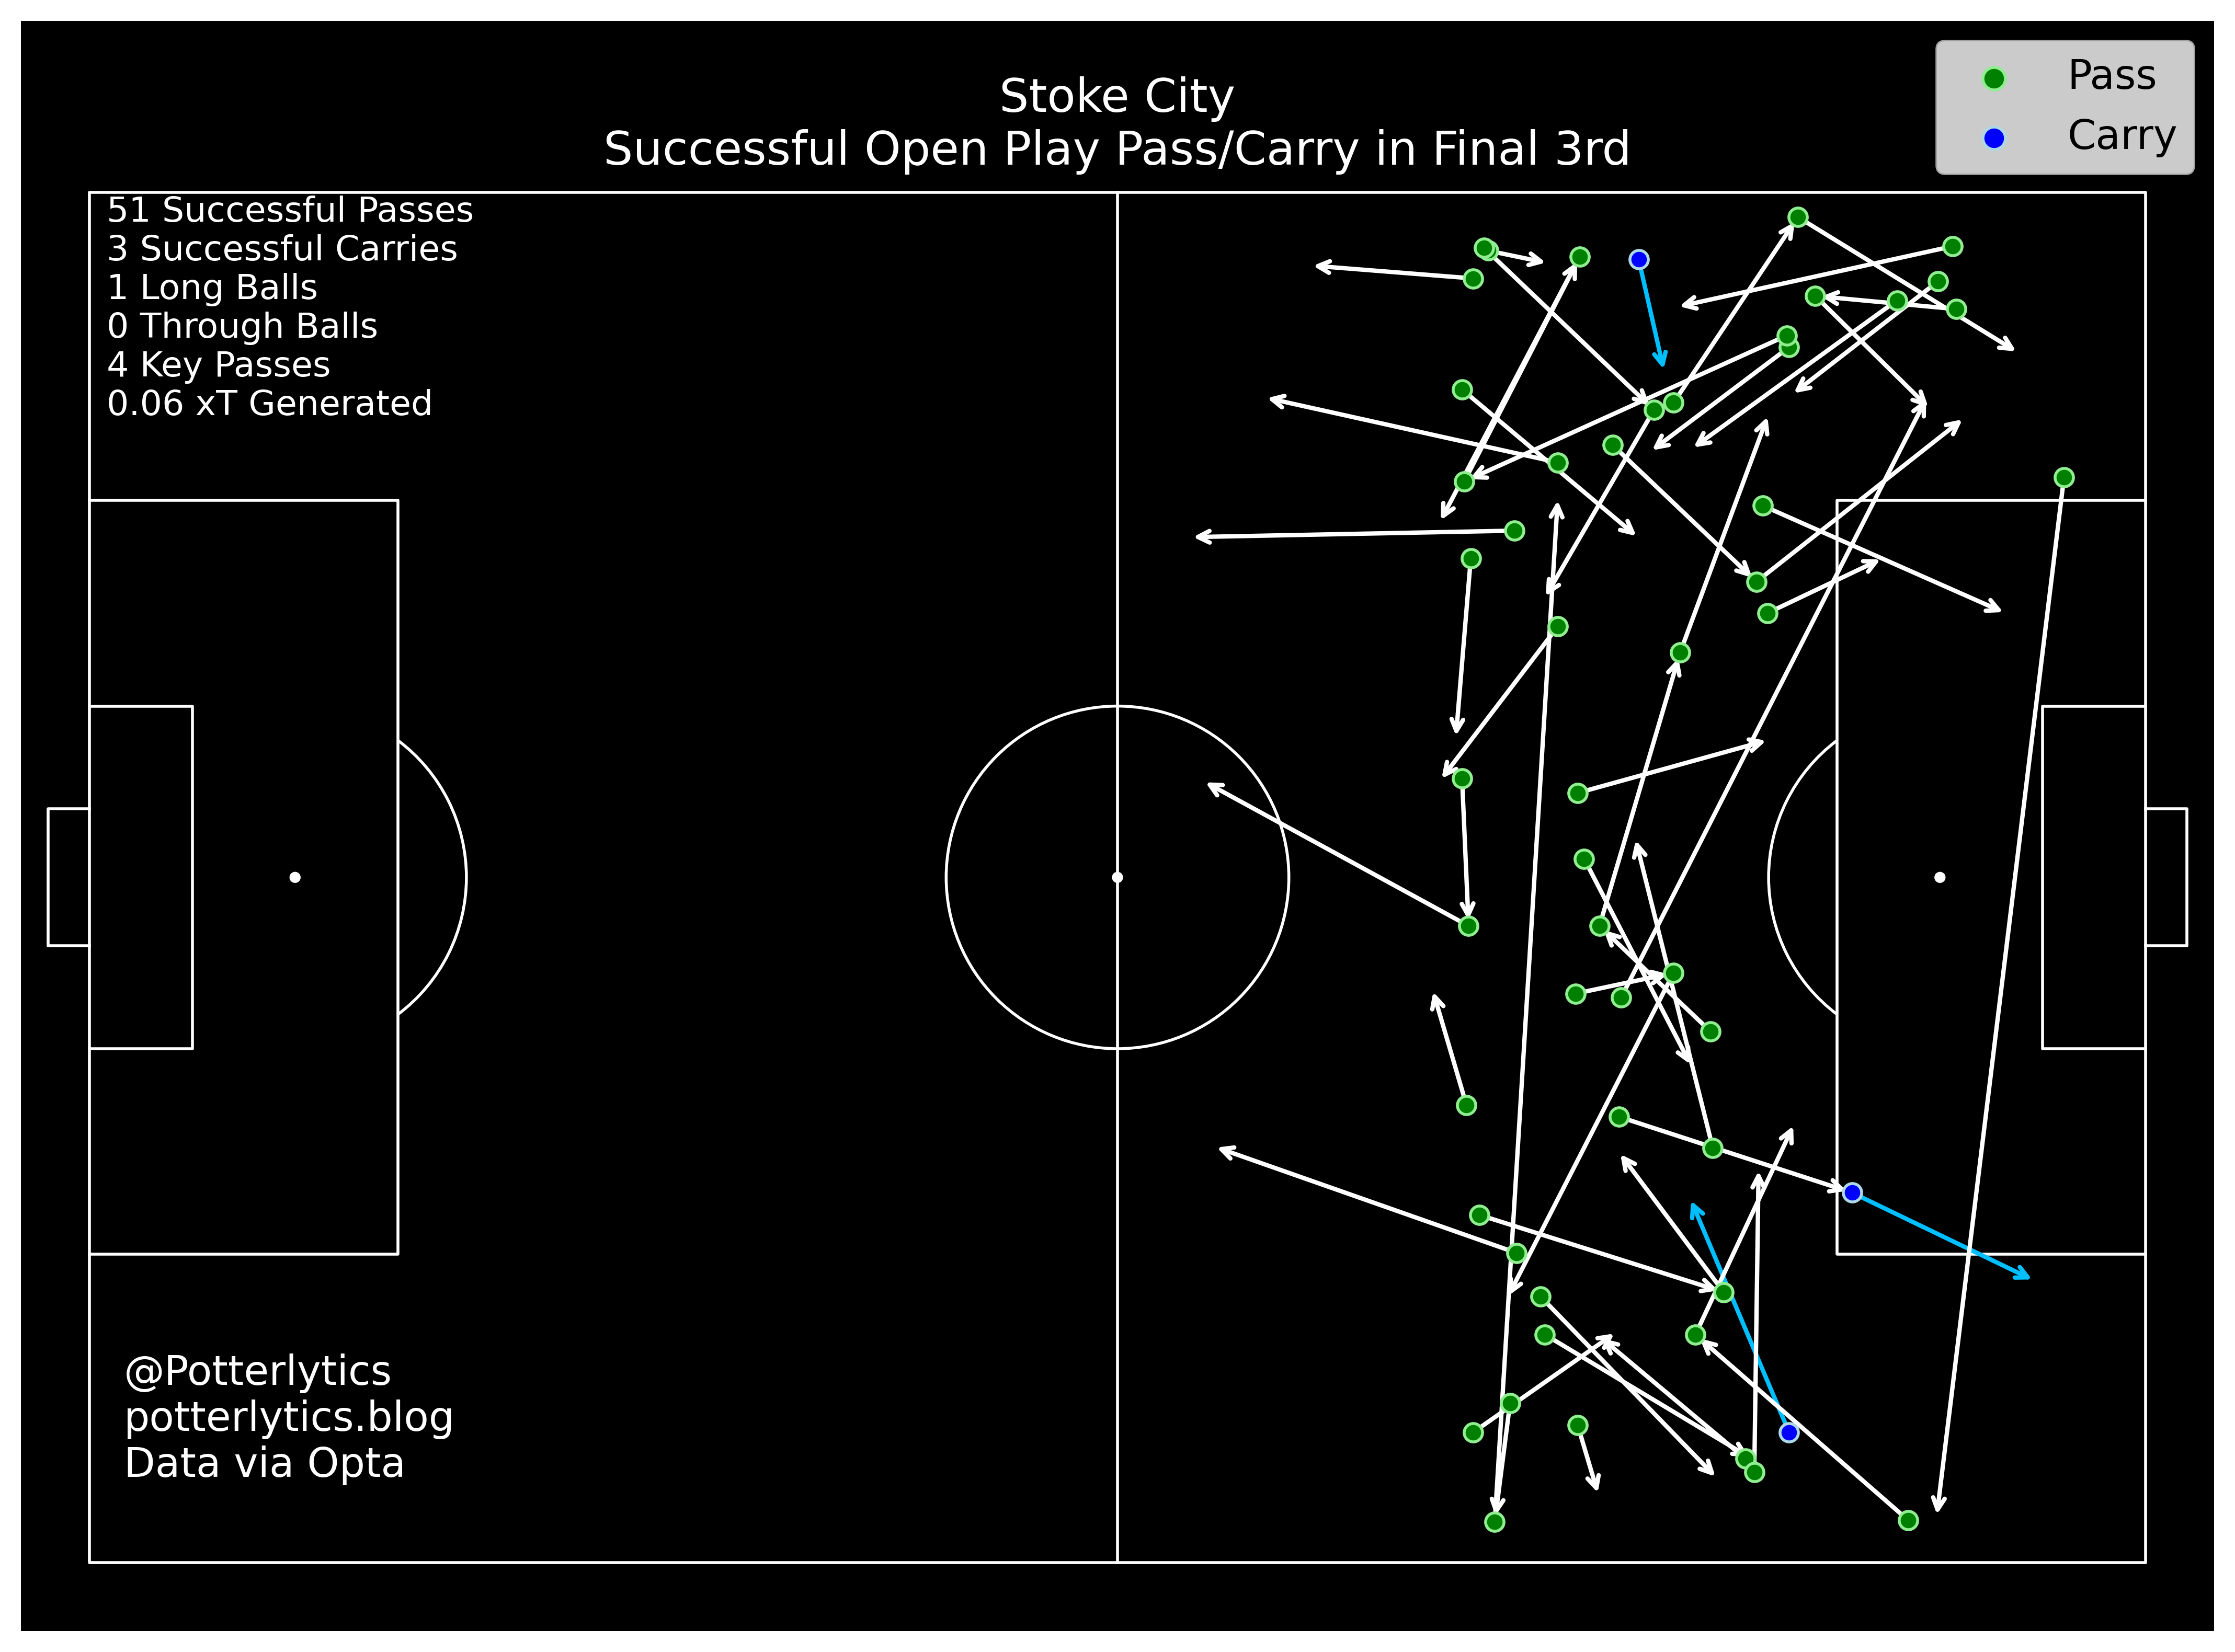 Stoke City
Successful Open Play Pass/Carry in Final 3rd
Pass
Carry
51 Successful Passes
3 Successful Carries
1 Long Balls
0 Through Balls
4 Key Passes
0.06 xT Generated
@Potterlytics
potterlytics.blog
Data via Opta